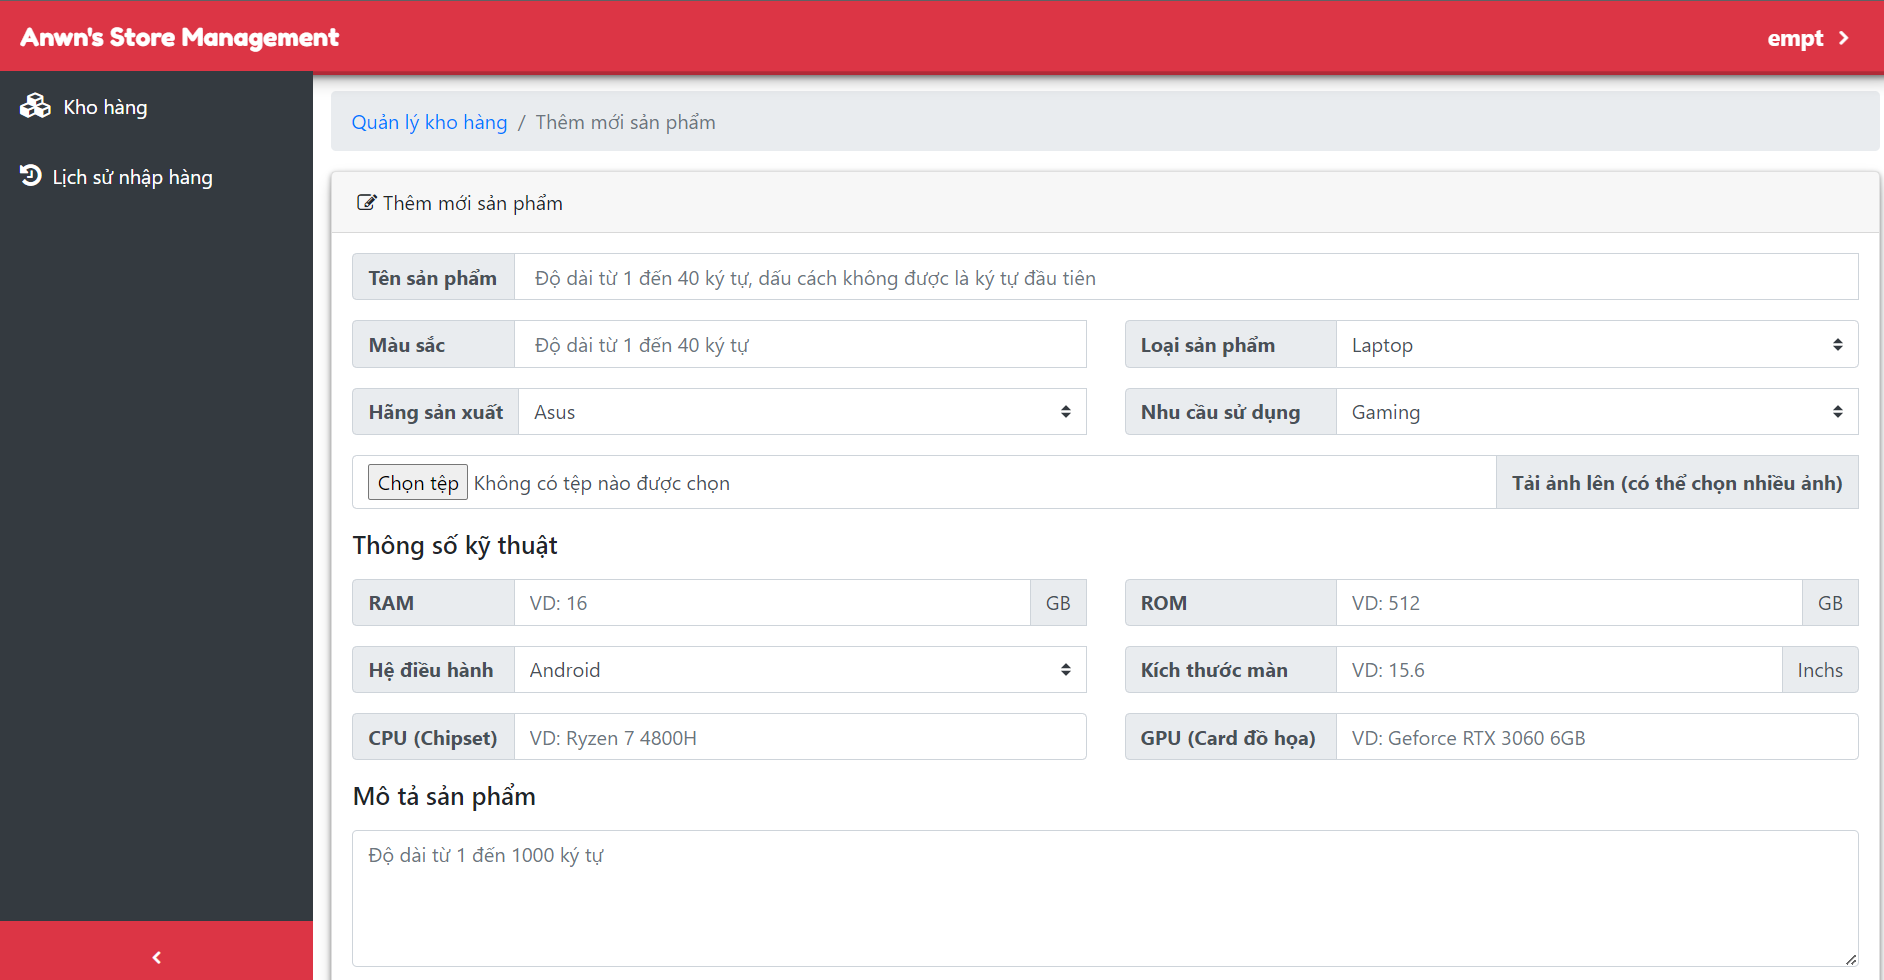 Anwn's Store Management
empt
Kho hàng
Lịch sử nhập hàng
Quản lý kho hàng / Thêm mới sản phẩm
Thêm mới sản phẩm
Tên sản phẩm Độ dài từ 1 đến 40 ký tự, dấu cách không được là ký tự đầu tiên
Màu sắc Độ dài từ 1 đến 40 ký tự
Loại sản phẩm Laptop
Hãng sản xuất Asus
Nhu cầu sử dụng Gaming
Chọn tệp Không có tệp nào được chọn
Tải ảnh lên (có thể chọn nhiều ảnh)
Thông số kỹ thuật
RAM VD: 16 GB
ROM VD: 512 GB
Hệ điều hành Android
Kích thước màn VD: 15.6 Inchs
CPU (Chipset) VD: Ryzen 7 4800H
GPU (Card đồ họa) VD: Geforce RTX 3060 6GB
Mô tả sản phẩm
Độ dài từ 1 đến 1000 ký tự